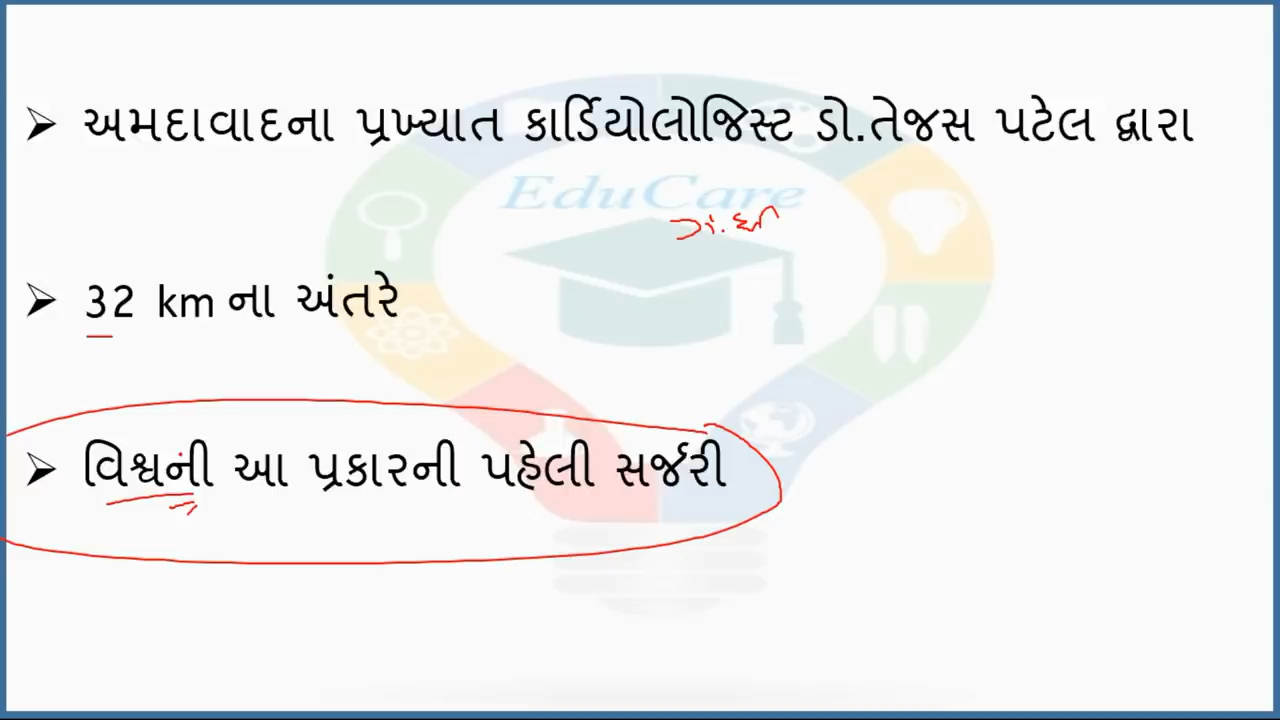 ➤ અમદાવાદના પ્રખ્યાત કાર્ડિયોલોજિસ્ટ ડો.તેજસ પટેલ દ્વારા
EduCare
➤ 32 km ના અંતરે
➤ વિશ્વની આ પ્રકારની પહેલી સર્જરી